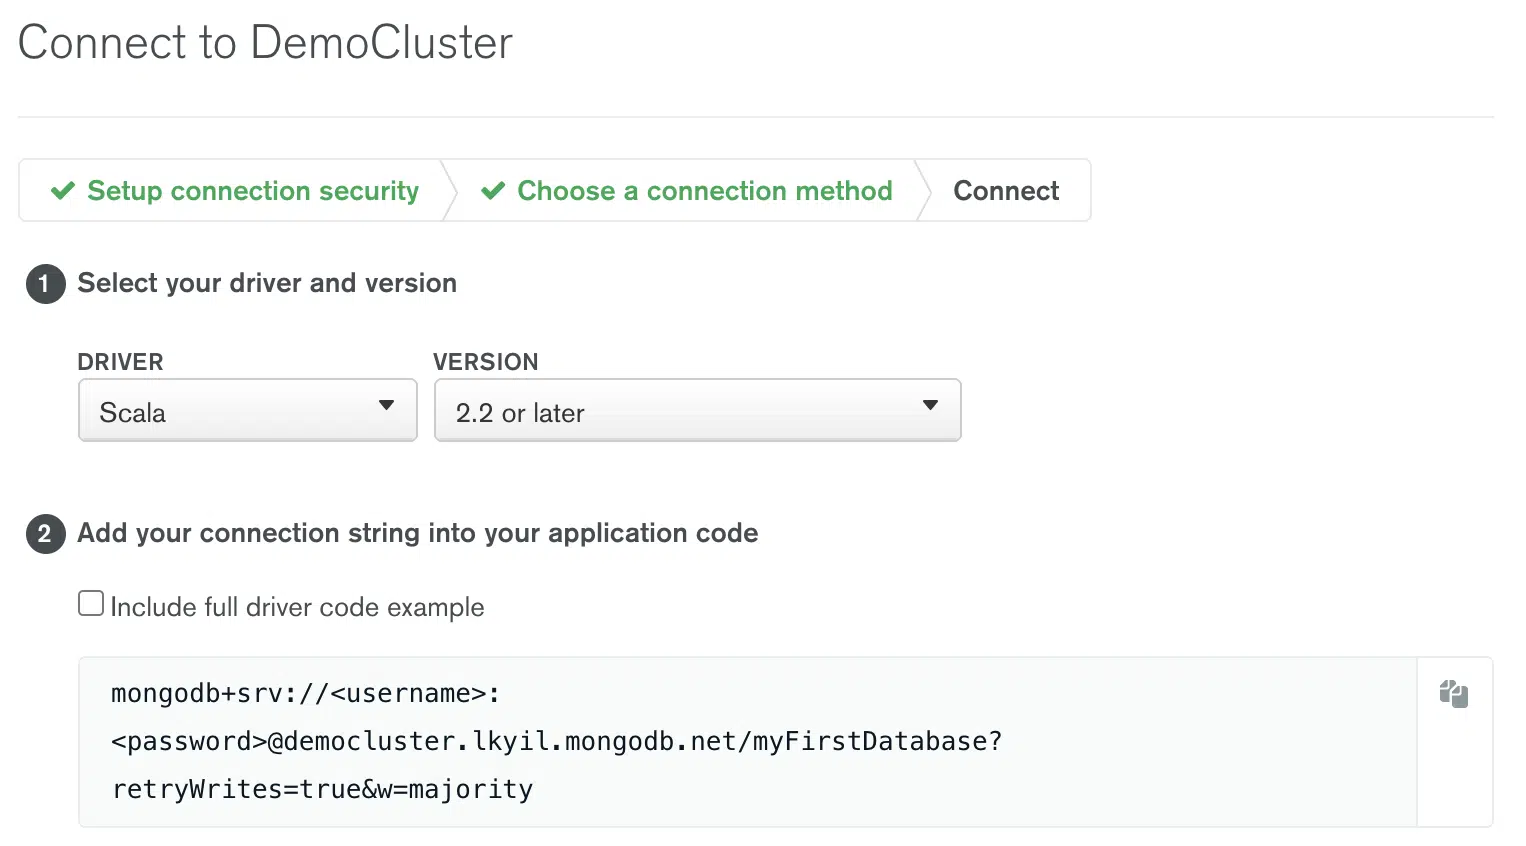 Connect to DemoCluster
Setup connection security
Choose a connection method
Connect
1 Select your driver and version
DRIVER
VERSION
Scala
2.2 or later
2 Add your connection string into your application code
Include full driver code example
mongodb+srv://<username>:
<password>@democluster.lkyil.mongodb.net/myFirstDatabase?
retryWrites=true&w=majority